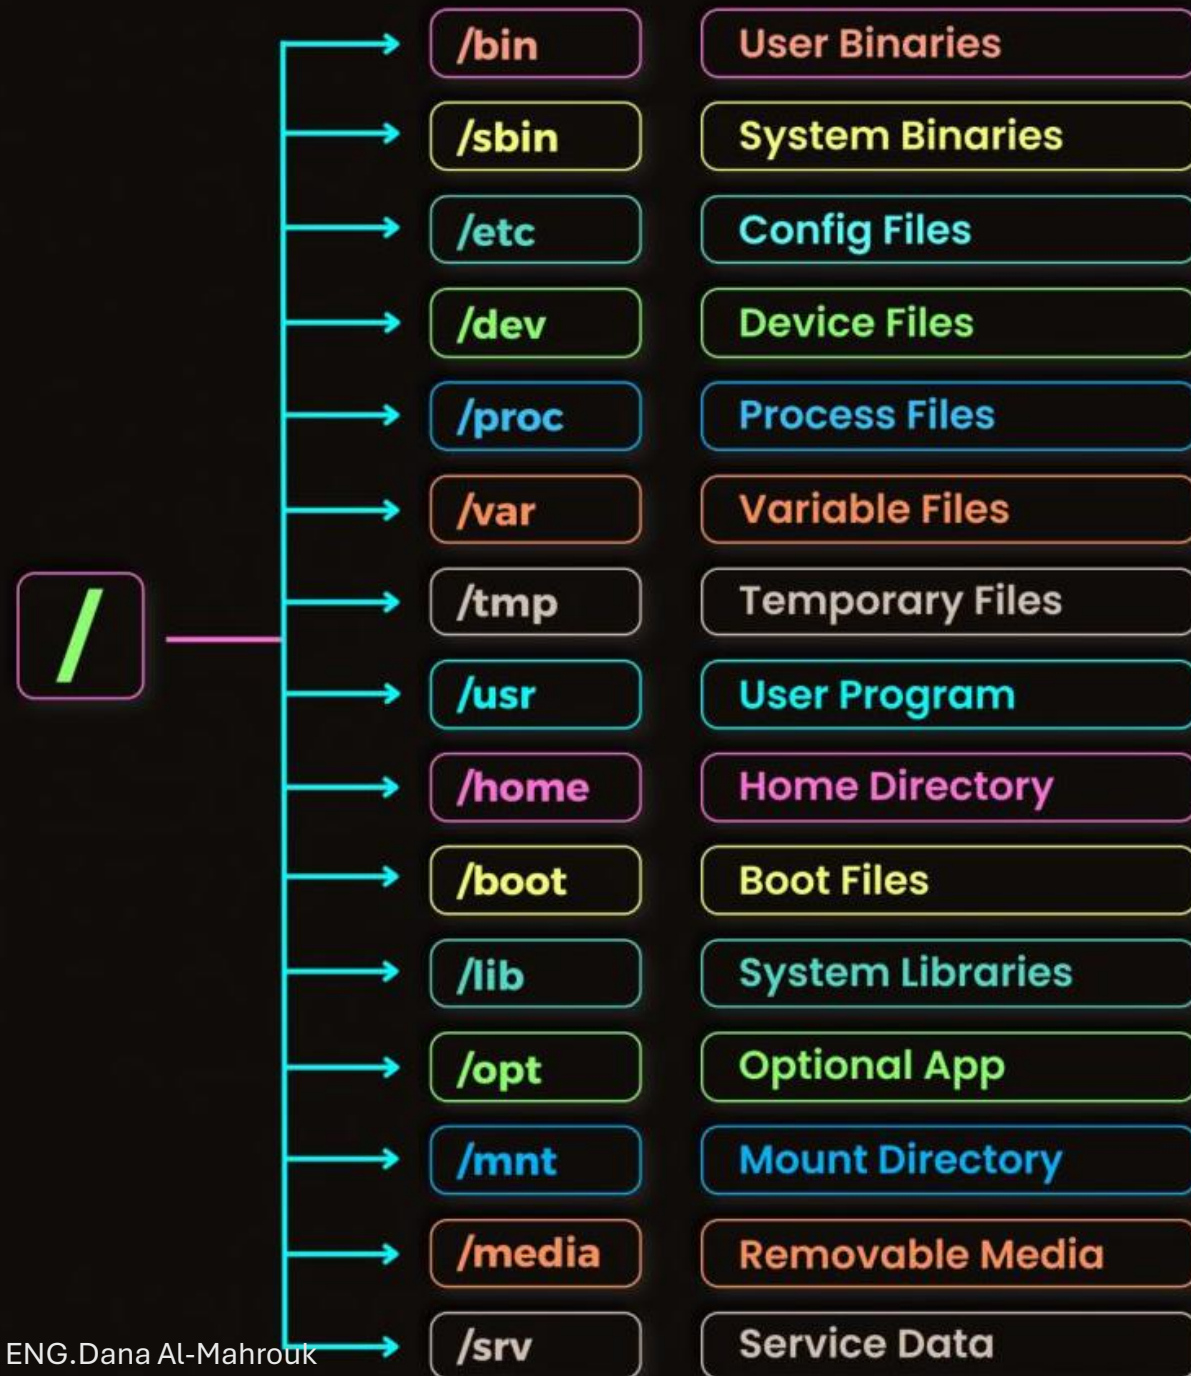 /
/bin User Binaries
/sbin System Binaries
/etc Config Files
/dev Device Files
/proc Process Files
/var Variable Files
/tmp Temporary Files
/usr User Program
/home Home Directory
/boot Boot Files
/lib System Libraries
/opt Optional App
/mnt Mount Directory
/media Removable Media
/srv Service Data
ENG.Dana Al-Mahrouk